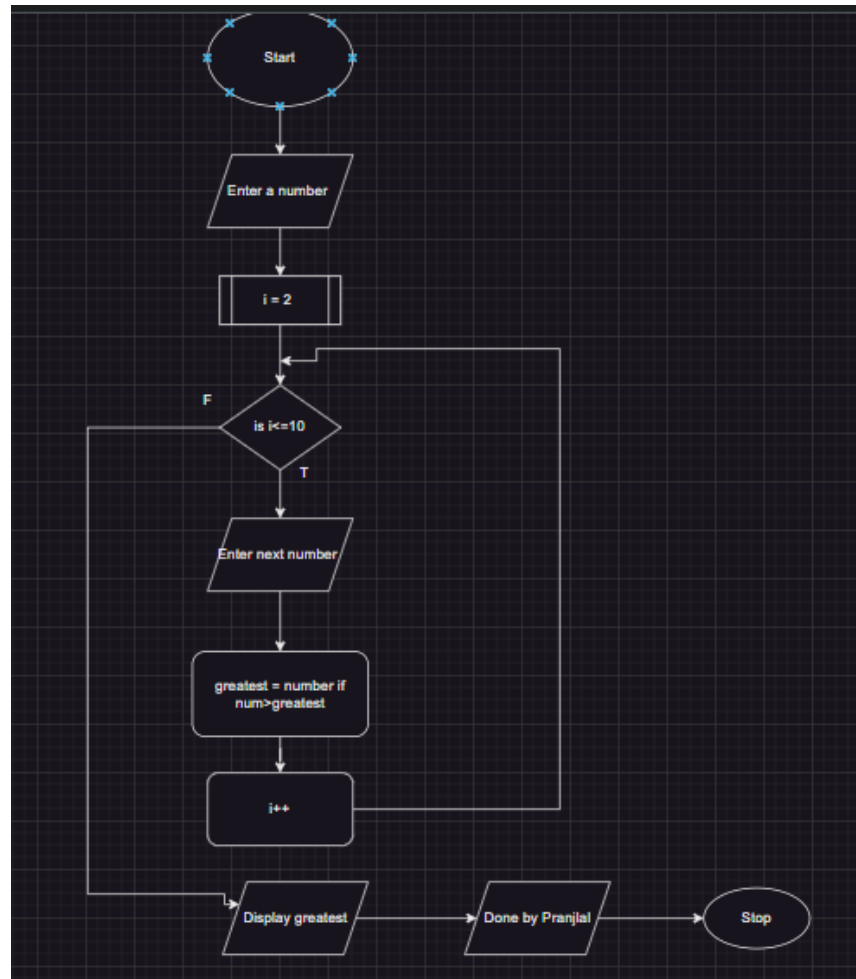 Start
Enter a number
i = 2
F
is i<=10
T
Enter next number
greatest = number if
num>greatest
i++
Display greatest
Done by Pranjlal
Stop